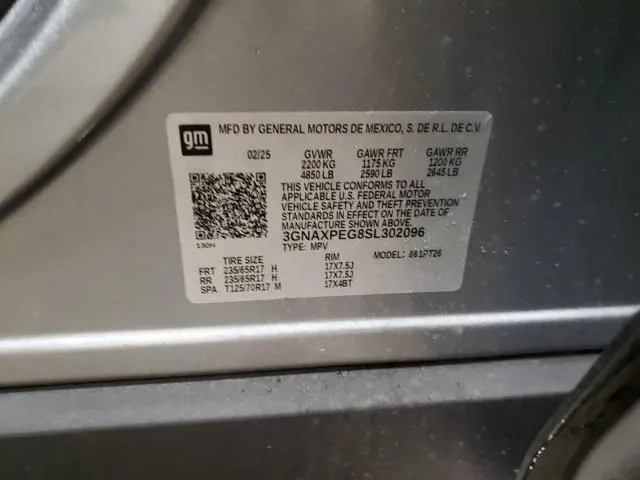 gm
MFD BY GENERAL MOTORS DE MEXICO, S. DE R.L. DE C.V.
02/25 GVWR GAWR FRT GAWR RR
2200 KG 1175 KG 1200 KG
4850 LB 2590 LB 2645 LB
THIS VEHICLE CONFORMS TO ALL
APPLICABLE U.S. FEDERAL MOTOR
VEHICLE SAFETY AND THEFT PREVENTION
STANDARDS IN EFFECT ON THE DATE OF
MANUFACTURE SHOWN ABOVE.
3GNAXPEG8SL302096
130H
TYPE: MPV MODEL: 861PT26
TIRE SIZE RIM
FRT 235/65R17 H 17X7.5J
RR 235/65R17 H 17X7.5J
SPA T125/70R17 M 17X4BT